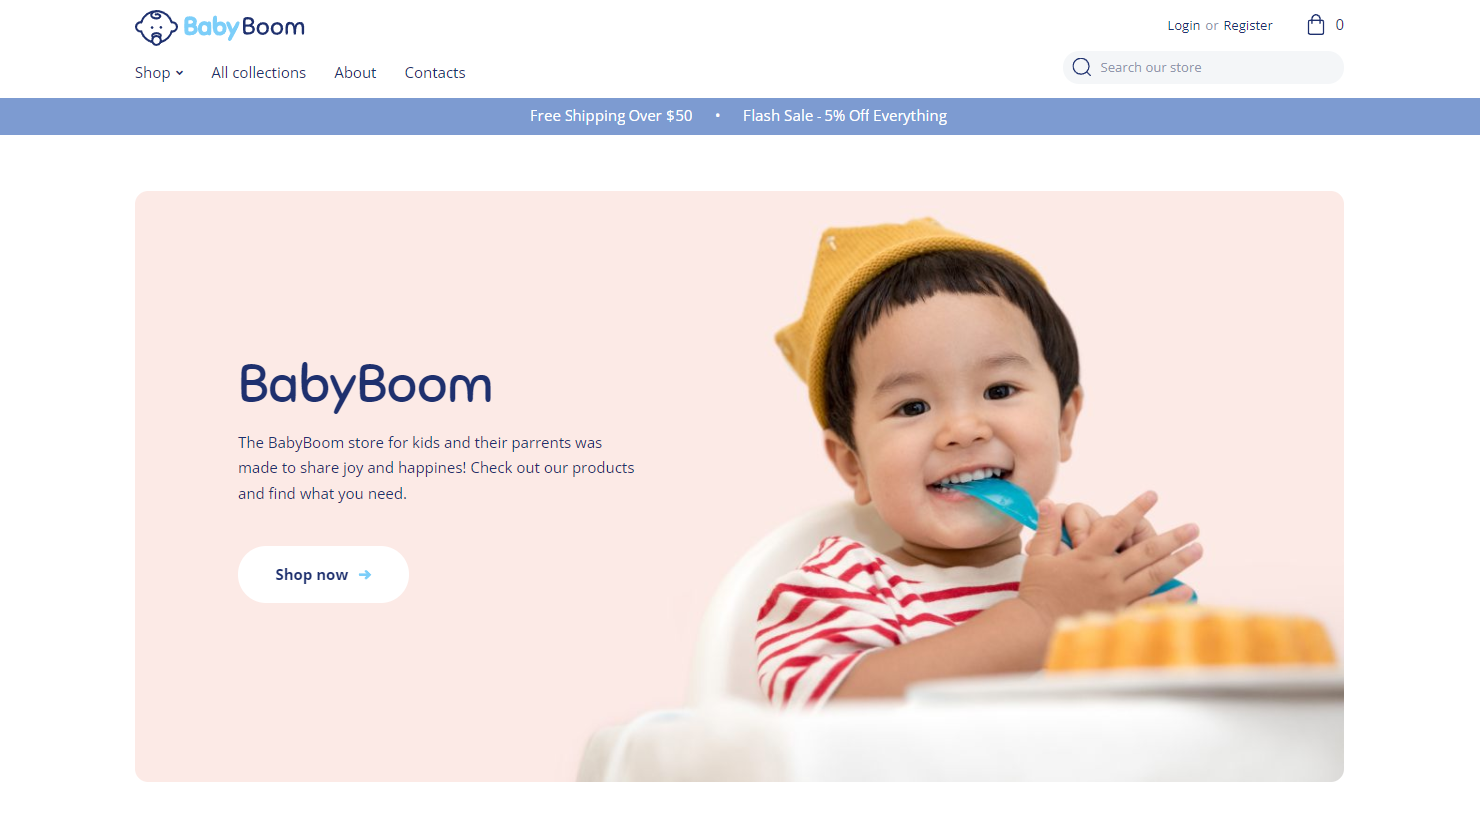 BabyBoom
Login or Register
0
Shop
All collections
About
Contacts
Search our store
Free Shipping Over $50 • Flash Sale - 5% Off Everything
BabyBoom
The BabyBoom store for kids and their parrents was
made to share joy and happines! Check out our products
and find what you need.
Shop now